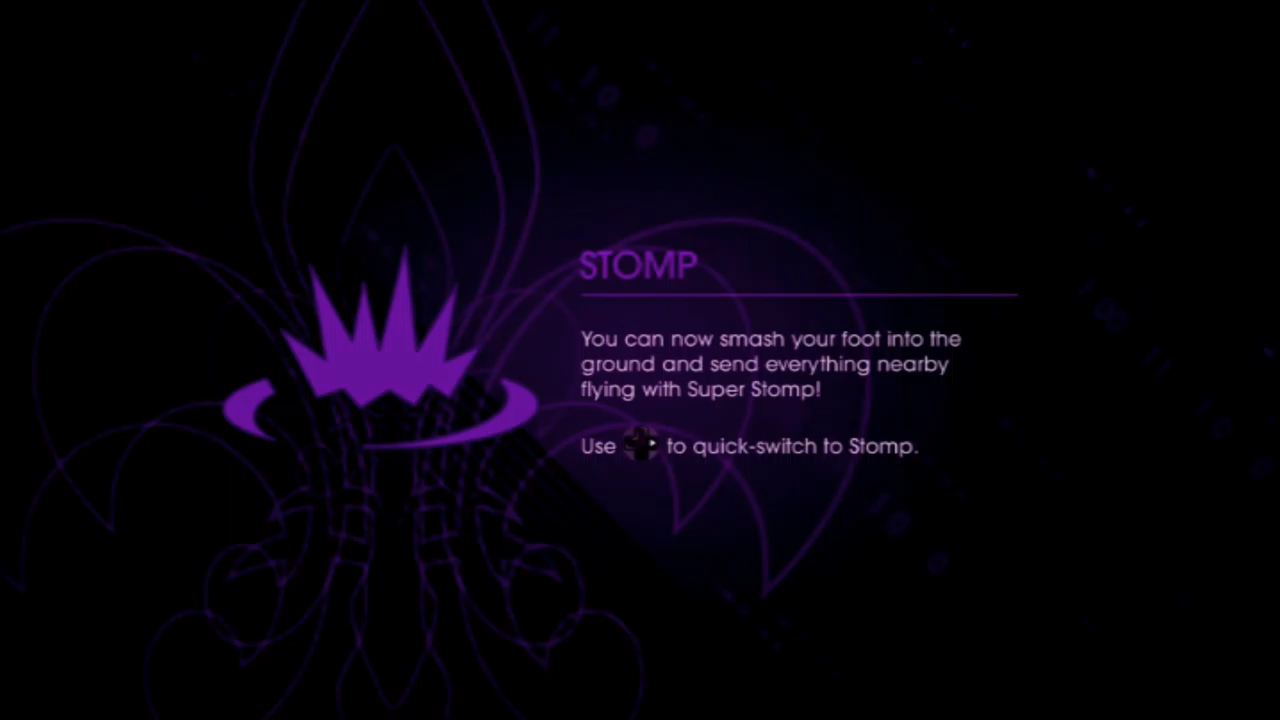 STOMP
You can now smash your foot into the
ground and send everything nearby
flying with Super Stomp!
Use to quick-switch to Stomp.